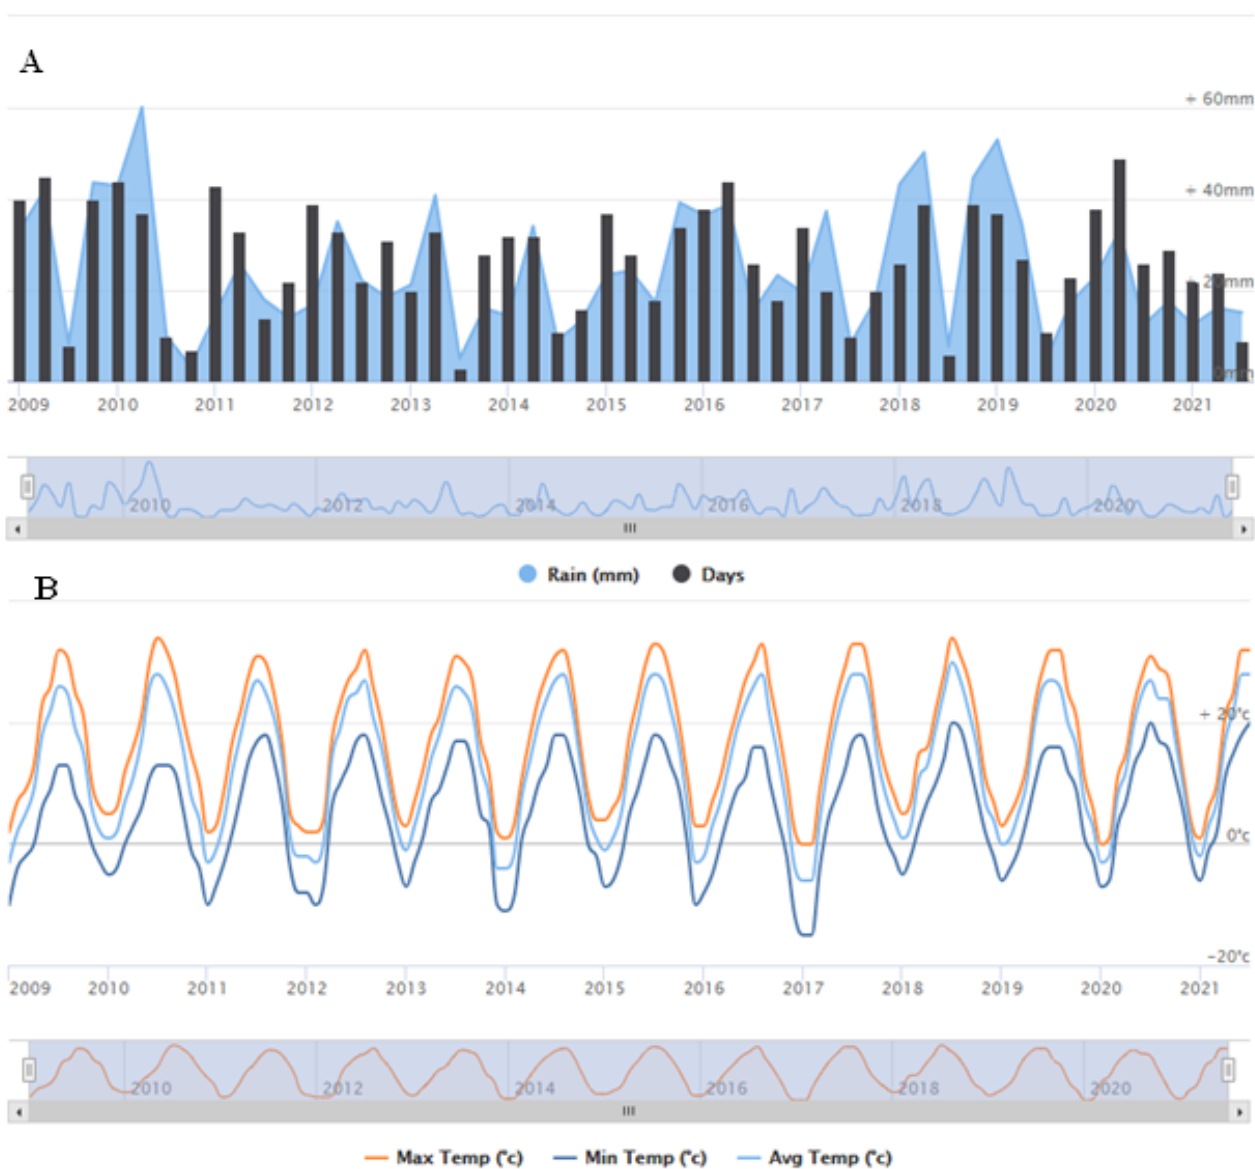 A
+ 60mm
+ 40mm
+ 20mm
0mm
2009 2010 2011 2012 2013 2014 2015 2016 2017 2018 2019 2020 2021
2010 2012 2014 2016 2018 2020
Rain (mm) Days
B
+ 20°c
0°c
-20°c
2009 2010 2011 2012 2013 2014 2015 2016 2017 2018 2019 2020 2021
2010 2012 2014 2016 2018 2020
Max Temp (°c) Min Temp (°c) Avg Temp (°c)